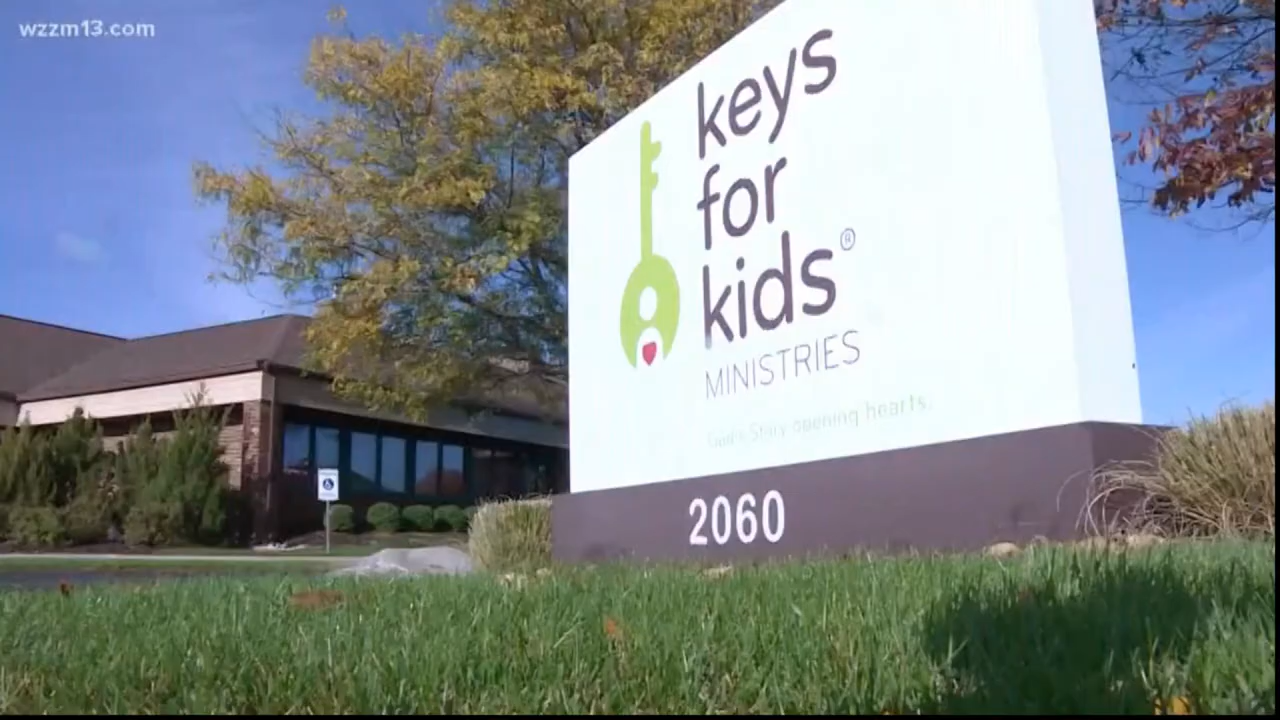 wzzm13.com
keys
for
kids®
MINISTRIES
God's Story opening hearts.
2060